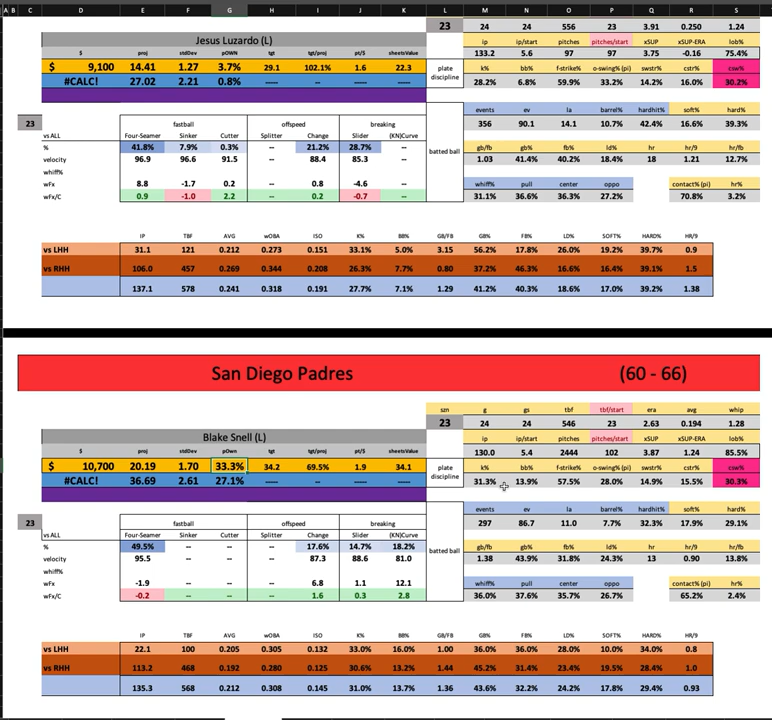 A B C D E F G H I J K L M N O P Q R S
23 24 24 556 23 3.91 0.250 1.24
Jesus Luzardo (L) ip ip/start pitches pitches/start xSUP xSUP-ERA lob%
133.2 5.6 2263 97 3.75 -0.16 75.4%
$ proj stdDev pOWN tgt tgt/proj pt/$ sheetsValue
$ 9,100 14.41 1.27 3.7% 29.1 102.1% 1.6 22.3 plate discipline k% bb% f-strike% o-swing% (pi) swstr% cstr% csw%
#CALC! 27.02 2.21 0.8% ---- --- --- ---- 28.2% 6.8% 59.9% 33.2% 14.2% 16.0% 30.2%
events ev la barrel% hardhit% soft% hard%
23 fastball offspeed breaking 356 90.1 14.1 10.7% 42.4% 16.6% 39.3%
vs ALL Four-Seamer Sinker Cutter Splitter Change Slider (KN)Curve
% 41.8% 7.9% 0.3% -- 21.2% 28.7% -- batted ball gb/fb gb% fb% ld% hr hr/9 hr/fb
velocity 96.9 96.6 91.5 -- 88.4 85.3 -- 1.03 41.4% 40.2% 18.4% 18 1.21 12.7%
whiff%
wFx 8.8 -1.7 0.2 -- 0.8 -4.6 -- whiff% pull center oppo contact% (pi) hr%
wFx/C 0.9 -1.0 2.2 -- 0.2 -0.7 -- 31.1% 36.6% 36.3% 27.2% 70.8% 3.2%
IP TBF AVG wOBA ISO K% BB% GB/FB GB% FB% LD% SOFT% HARD% HR/9
vs LHH 31.1 121 0.212 0.273 0.151 33.1% 5.0% 3.15 56.2% 17.8% 26.0% 19.2% 39.7% 0.9
vs RHH 106.0 457 0.269 0.344 0.208 26.3% 7.7% 0.80 37.2% 46.3% 16.6% 16.4% 39.1% 1.5
137.1 578 0.241 0.318 0.191 27.7% 7.1% 1.29 41.2% 40.3% 18.6% 17.0% 39.2% 1.38
San Diego Padres (60 - 66)
szn g gs tbf tbf/start era avg whip
23 24 24 546 23 2.63 0.194 1.28
Blake Snell (L) ip ip/start pitches pitches/start xSUP xSUP-ERA lob%
$ proj stdDev pOwn tgt tgt/proj pt/$ sheetsValue 130.0 5.4 2444 102 3.87 1.24 85.5%
$ 10,700 20.19 1.70 33.3% 34.2 69.5% 1.9 34.1 plate discipline k% bb% f-strike% o-swing% (pi) swstr% cstr% csw%
#CALC! 36.69 2.61 27.1% ---- --- --- ---- 31.3% 13.9% 57.5% 28.0% 14.9% 15.5% 30.3%
events ev la barrel% hardhit% soft% hard%
23 fastball offspeed breaking 297 86.7 11.0 7.7% 32.3% 17.9% 29.1%
vs ALL Four-Seamer Sinker Cutter Splitter Change Slider (KN)Curve
% 49.5% -- -- -- 17.6% 14.7% 18.2% batted ball gb/fb gb% fb% ld% hr hr/9 hr/fb
velocity 95.5 -- -- -- 87.3 88.6 81.0 1.38 43.9% 31.8% 24.3% 13 0.90 13.8%
whiff%
wFx -1.9 -- -- -- 6.8 1.1 12.1 whiff% pull center oppo contact% (pi) hr%
wFx/C -0.2 -- -- -- 1.6 0.3 2.8 36.0% 37.6% 35.7% 26.7% 65.2% 2.4%
IP TBF AVG wOBA ISO K% BB% GB/FB GB% FB% LD% SOFT% HARD% HR/9
vs LHH 22.1 100 0.205 0.305 0.132 33.0% 16.0% 1.00 36.0% 36.0% 28.0% 10.0% 34.0% 0.8
vs RHH 113.2 468 0.192 0.280 0.125 30.6% 13.2% 1.44 45.2% 31.4% 23.4% 19.5% 28.4% 1.0
135.3 568 0.212 0.308 0.145 31.0% 13.7% 1.36 43.6% 32.2% 24.2% 17.8% 29.4% 0.93